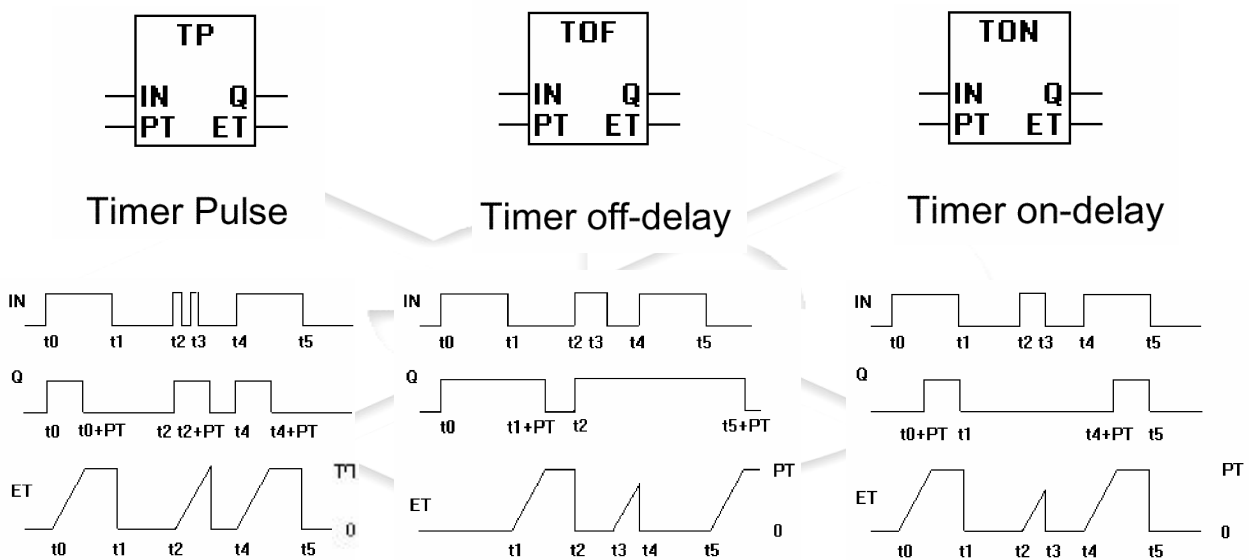 TP
IN Q
PT ET
Timer Pulse
TOF
IN Q
PT ET
Timer off-delay
TON
IN Q
PT ET
Timer on-delay
IN
t0 t1 t2 t3 t4 t5
Q
t0 t0+PT t2 t2+PT t4 t4+PT
ET
0
t0 t1 t2 t4 t5
IN
t0 t1 t2 t3 t4 t5
Q
t0 t1+PT t2 t5+PT
ET
PT
0
t1 t2 t3 t4 t5
IN
t0 t1 t2 t3 t4 t5
Q
t0+PT t1 t4+PT t5
ET
PT
0
t0 t1 t2 t3 t4 t5